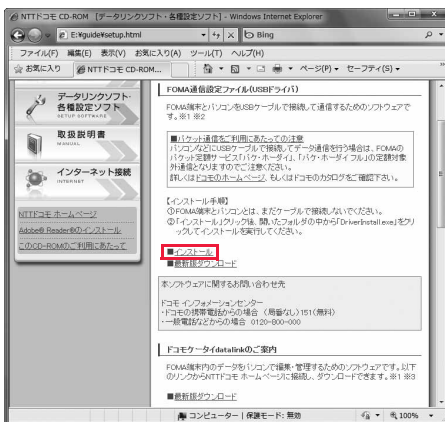 NTTドコモ CD-ROM [データリンクソフト・各種設定ソフト] - Windows Internet Explorer
E:¥guide¥setup.html
Bing
ファイル(F) 編集(E) 表示(V) お気に入り(A) ツール(T) ヘルプ(H)
お気に入り
NTTドコモ CD-ROM...
ページ(P)
セーフティ(S)
データリンクソフト・
各種設定ソフト
SETUP SOFTWARE
取扱説明書
MANUAL
インターネット接続
INTERNET
NTTドコモ ホームページ
Adobe® Reader®のインストール
このCD-ROMのご利用にあたって
FOMA通信設定ファイル(USBドライバ)
FOMA端末とパソコンをUSBケーブルで接続して通信するためのソフトウェアで
す。※1 ※2
■パケット通信をご利用にあたっての注意
パソコンなどにUSBケーブルで接続してデータ通信を行う場合は、FOMAの
パケット定額サービス「パケ・ホーダイ」、「パケ・ホーダイフル」の定額対象
外通信となりますのでご注意ください。
詳しくはドコモのホームページ、もしくはドコモのカタログをご確認下さい。
【インストール手順】
①FOMA端末とパソコンとは、まだケーブルで接続しないでください。
②「インストール」クリック後、開いたフォルダの中から「DriverInstall.exe」をクリ
ックしてインストールを実行してください。
■インストール
■最新版ダウンロード
本ソフトウェアに関するお問い合わせ先
ドコモ インフォメーションセンター
・ドコモの携帯電話からの場合 (局番なし)151(無料)
・一般電話などからの場合 0120-800-000
ドコモケータイdatalinkのご案内
FOMA端末内のデータをパソコンで編集・管理するためのソフトウェアです。以下
のリンクからNTTドコモ ホームページに接続し、ダウンロードできます。※1 ※3
■最新版ダウンロード
コンピューター | 保護モード: 無効
100%